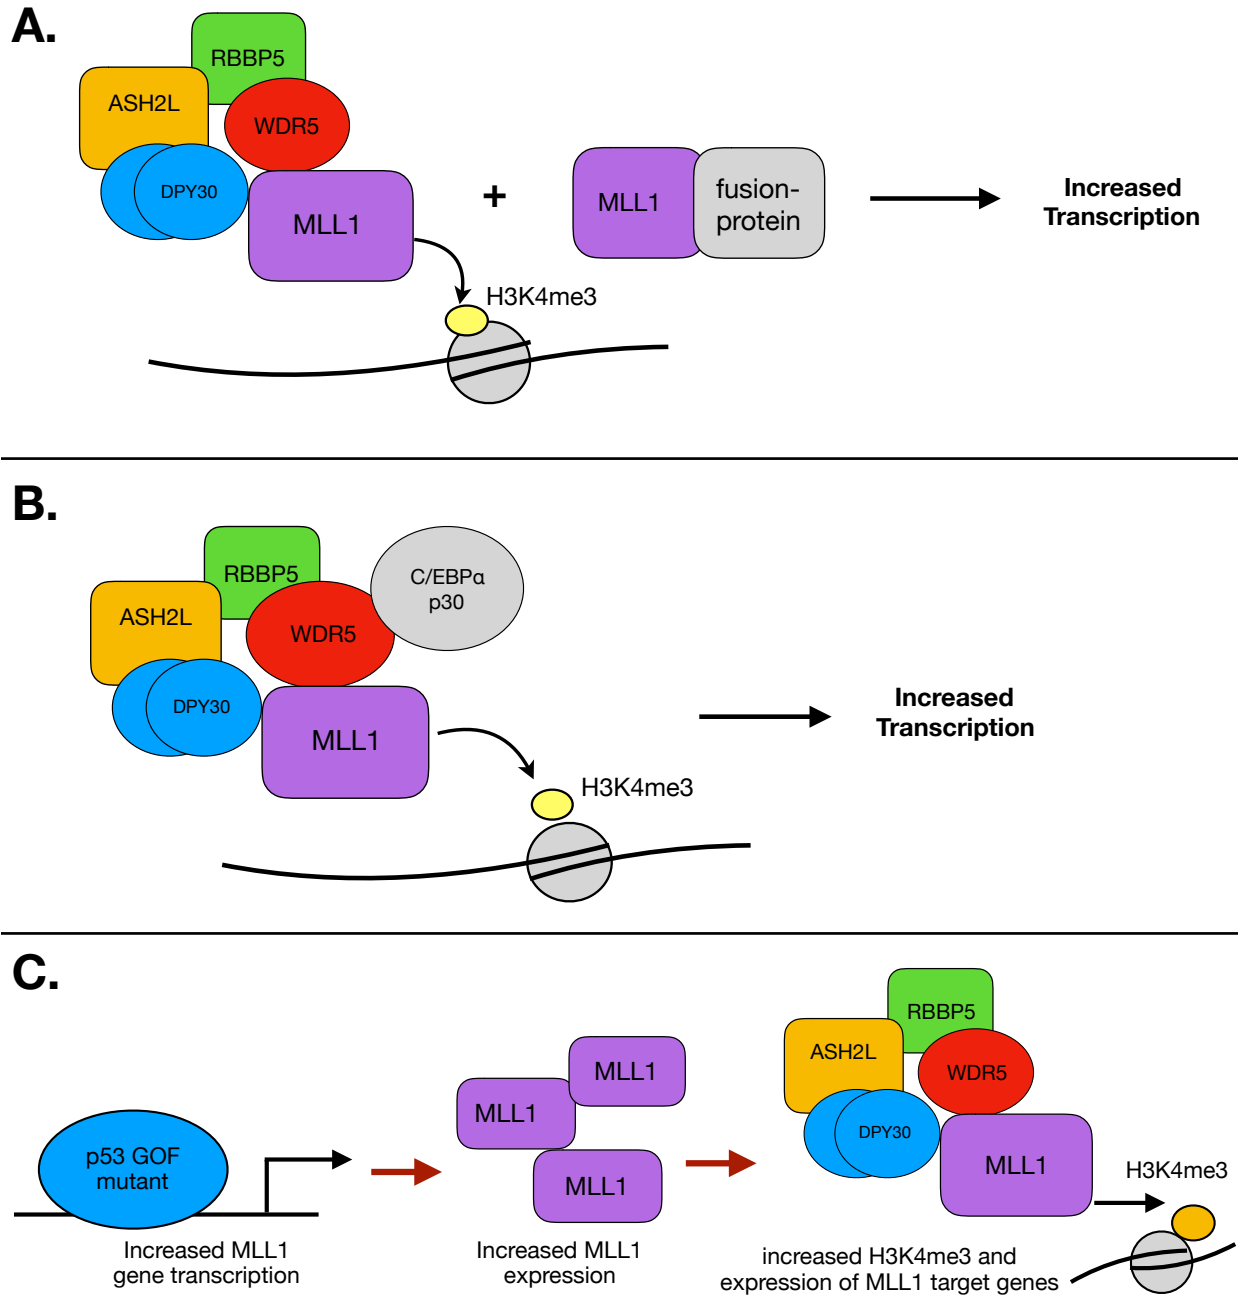 A.
RBBP5
ASH2L
WDR5
DPY30
MLL1
H3K4me3
+
MLL1
fusion-
protein
Increased
Transcription
B.
RBBP5
C/EBPα
p30
ASH2L
WDR5
DPY30
MLL1
H3K4me3
Increased
Transcription
C.
p53 GOF
mutant
Increased MLL1
gene transcription
MLL1
MLL1
MLL1
Increased MLL1
expression
RBBP5
ASH2L
WDR5
DPY30
MLL1
H3K4me3
increased H3K4me3 and
expression of MLL1 target genes